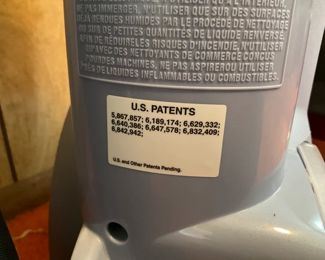 NE PAS IMMERGER. N'UTILISER QUE SUR DES SURFACES
RENDUES HUMIDES PAR LE PROCÉDÉ DE NETTOYAGE
OU SUR DE PETITES QUANTITÉS DE LIQUIDE RENVERSÉ.
AFIN DE RÉDUIRE LES RISQUES D'INCENDIE, N'UTILISER
QU'AVEC DES NETTOYANTS DE COMMERCE CONÇUS
POUR DES MACHINES, NE PAS ASPIRER OU UTILISER
DES LIQUIDES INFLAMMABLES OU COMBUSTIBLES.
U.S. PATENTS
5,867,857; 6,189,174; 6,629,332;
6,640,386; 6,647,578; 6,832,409;
6,842,942;
U.S. and Other Patents Pending.